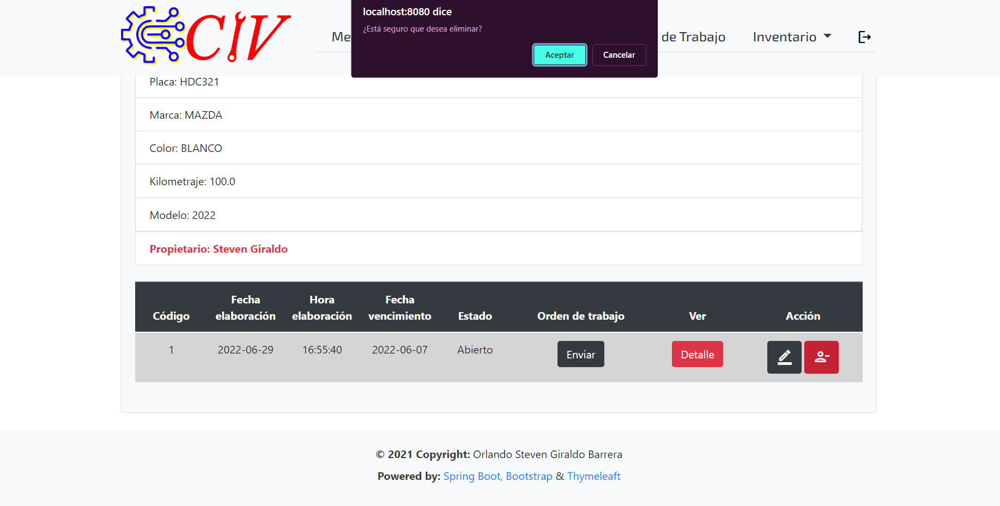 CIV
localhost:8080 dice
¿Está seguro que desea eliminar?
Aceptar
Cancelar
de Trabajo
Inventario
Placa: HDC321
Marca: MAZDA
Color: BLANCO
Kilometraje: 100.0
Modelo: 2022
Propietario: Steven Giraldo
Código
Fecha elaboración
Hora elaboración
Fecha vencimiento
Estado
Orden de trabajo
Ver
Acción
1
2022-06-29
16:55:40
2022-06-07
Abierto
Enviar
Detalle
© 2021 Copyright: Orlando Steven Giraldo Barrera
Powered by: Spring Boot, Bootstrap & Thymeleaft